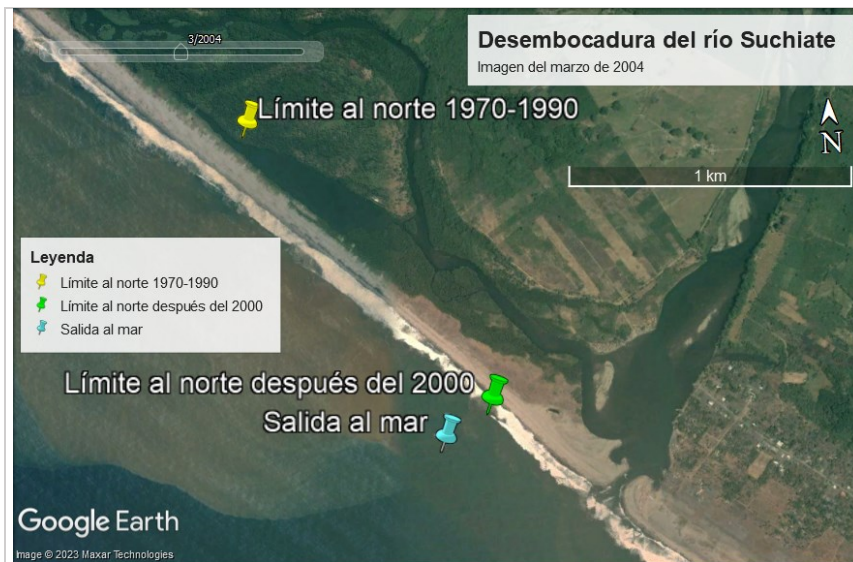 3/2004
Desembocadura del río Suchiate
Imagen del marzo de 2004
Límite al norte 1970-1990
N
1 km
Leyenda
Límite al norte 1970-1990
Límite al norte después del 2000
Salida al mar
Límite al norte después del 2000
Salida al mar
Google Earth
Image © 2023 Maxar Technologies